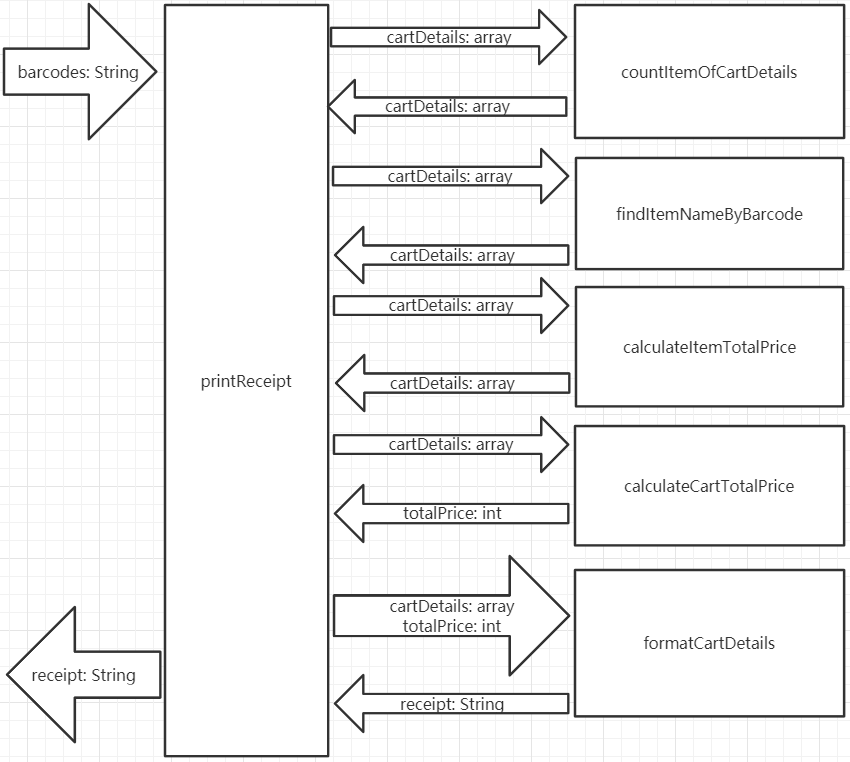 barcodes: String
printReceipt
cartDetails: array
countItemOfCartDetails
cartDetails: array
cartDetails: array
findItemNameByBarcode
cartDetails: array
cartDetails: array
calculateItemTotalPrice
cartDetails: array
cartDetails: array
calculateCartTotalPrice
totalPrice: int
cartDetails: array
totalPrice: int
formatCartDetails
receipt: String
receipt: String